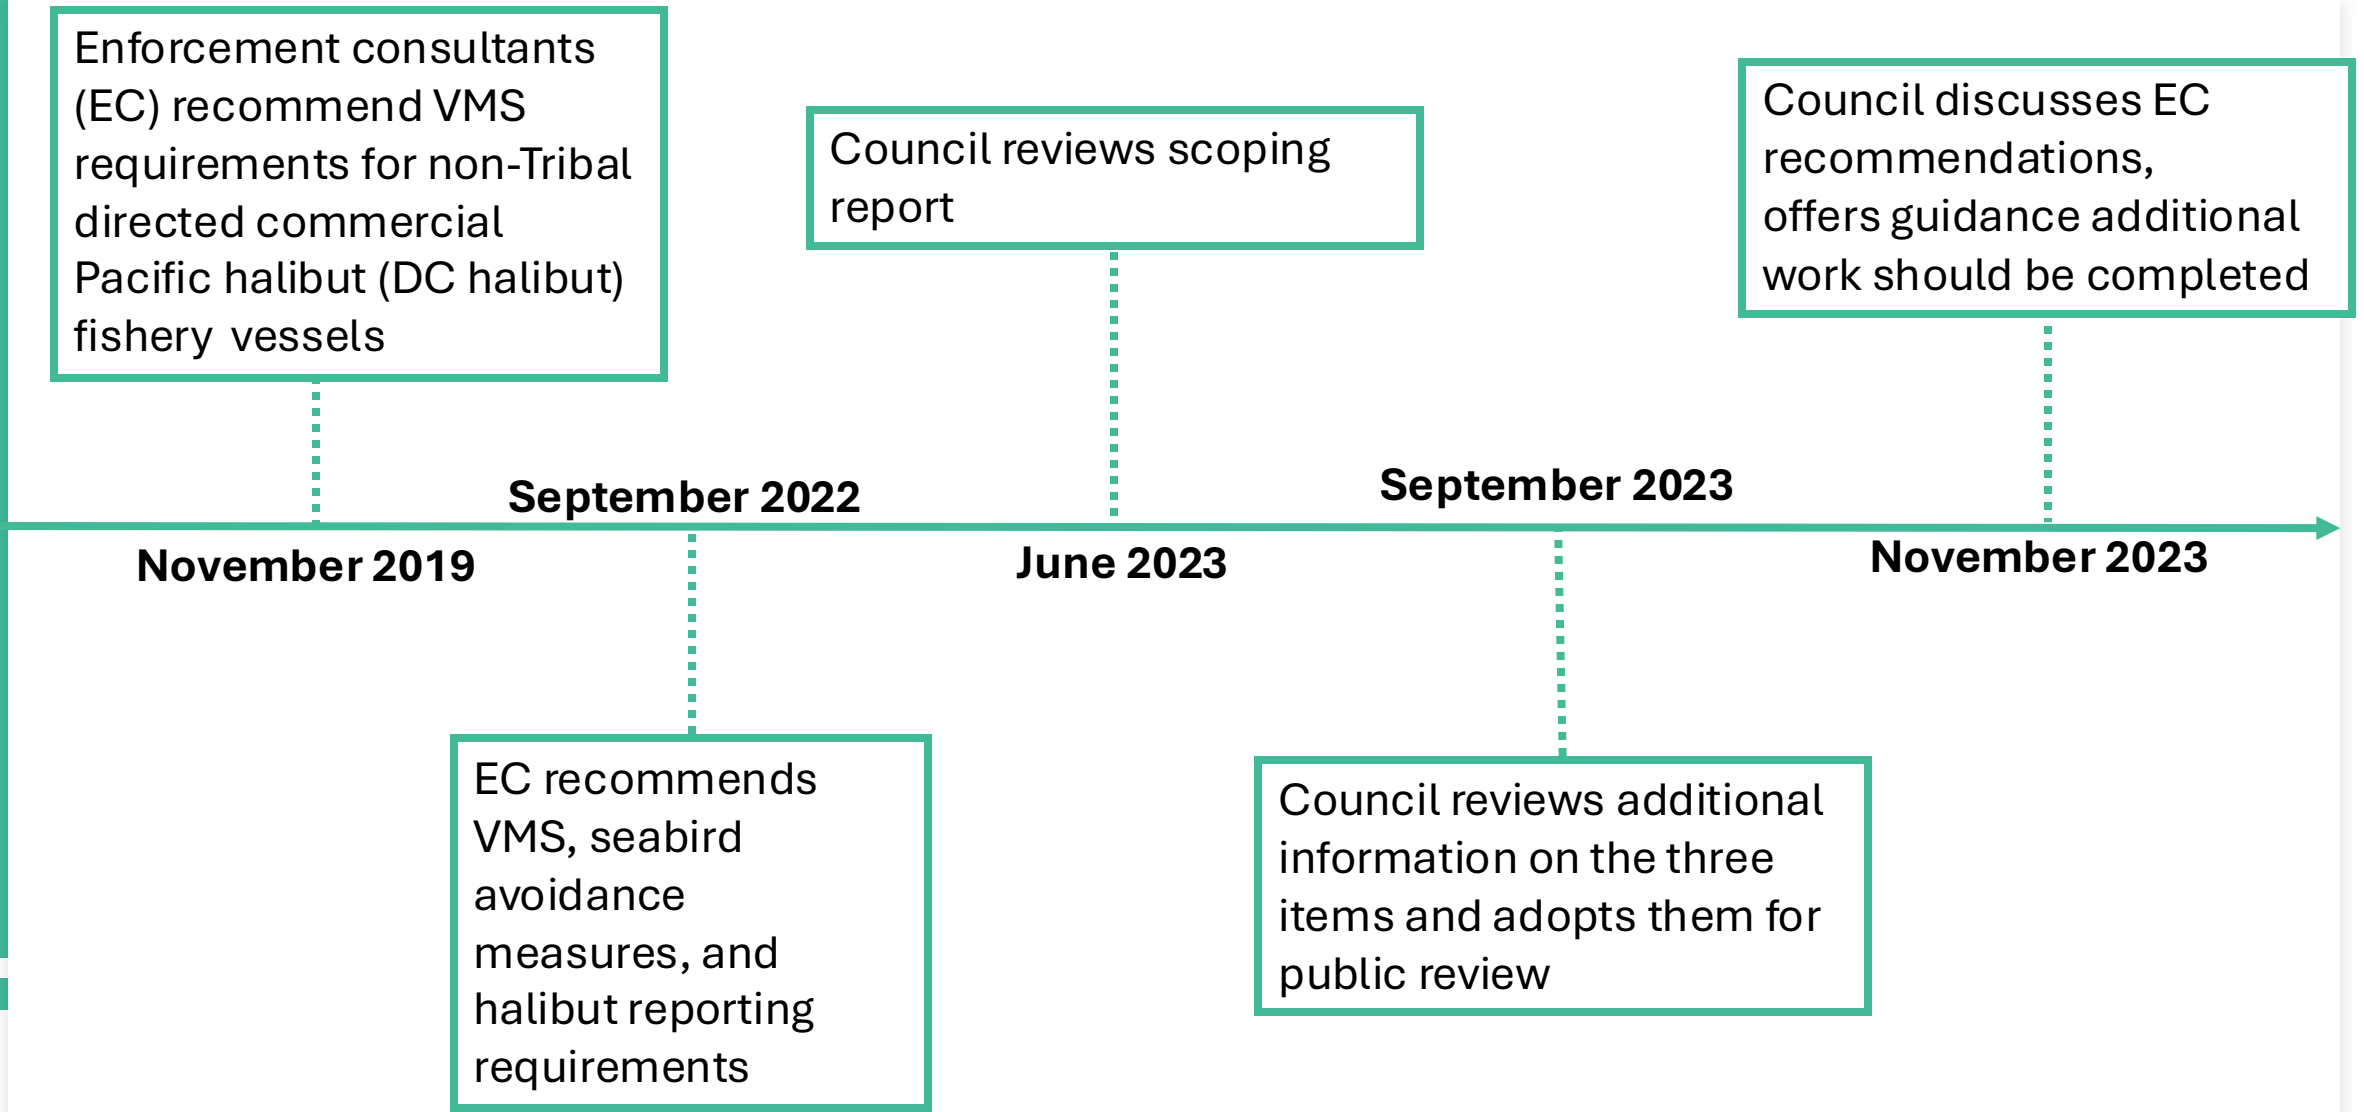 Enforcement consultants
(EC) recommend VMS
requirements for non-Tribal
directed commercial
Pacific halibut (DC halibut)
fishery vessels
November 2019
September 2022
EC recommends
VMS, seabird
avoidance
measures, and
halibut reporting
requirements
Council reviews scoping
report
June 2023
September 2023
Council reviews additional
information on the three
items and adopts them for
public review
Council discusses EC
recommendations,
offers guidance additional
work should be completed
November 2023